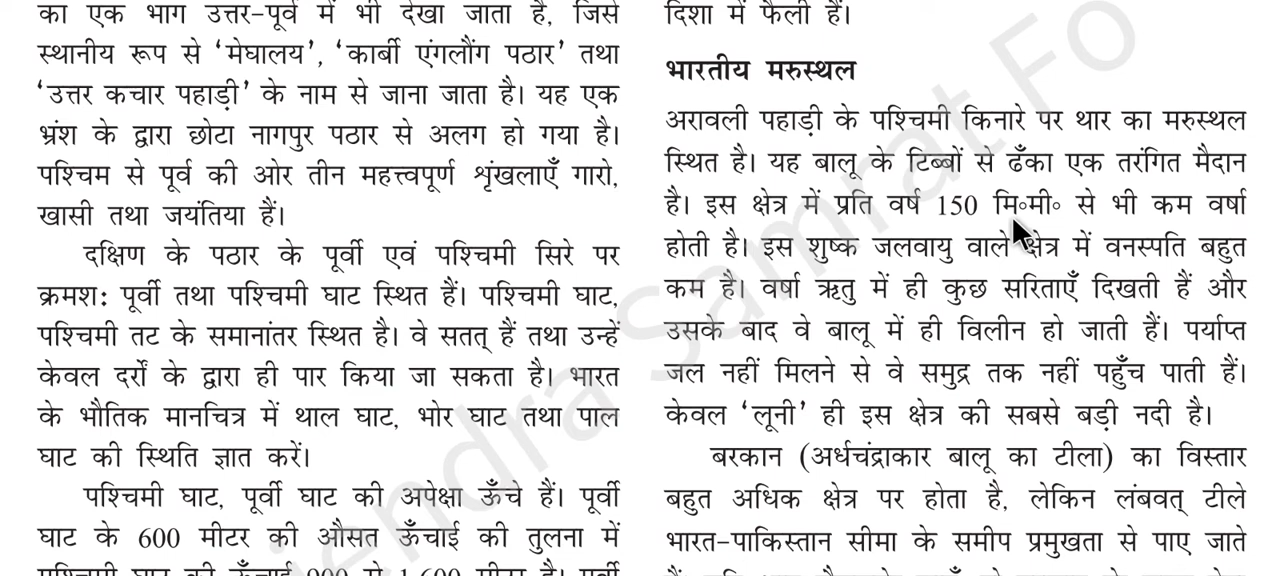 का एक भाग उत्तर-पूर्व में भी देखा जाता है, जिसे
स्थानीय रूप से ‘मेघालय’, ‘कार्बी एंगलौंग पठार’ तथा
‘उत्तर कचार पहाड़ी’ के नाम से जाना जाता है। यह एक
भ्रंश के द्वारा छोटा नागपुर पठार से अलग हो गया है।
पश्चिम से पूर्व की ओर तीन महत्त्वपूर्ण शृंखलाएँ गारो,
खासी तथा जयंतिया हैं।
दक्षिण के पठार के पूर्वी एवं पश्चिमी सिरे पर
क्रमश: पूर्वी तथा पश्चिमी घाट स्थित हैं। पश्चिमी घाट,
पश्चिमी तट के समानांतर स्थित है। वे सतत् हैं तथा उन्हें
केवल दर्रों के द्वारा ही पार किया जा सकता है। भारत
के भौतिक मानचित्र में थाल घाट, भोर घाट तथा पाल
घाट की स्थिति ज्ञात करें।
पश्चिमी घाट, पूर्वी घाट की अपेक्षा ऊँचे हैं। पूर्वी
घाट के 600 मीटर की औसत ऊँचाई की तुलना में
दिशा में फैली हैं।
भारतीय मरुस्थल
अरावली पहाड़ी के पश्चिमी किनारे पर थार का मरुस्थल
स्थित है। यह बालू के टिब्बों से ढँका एक तरंगित मैदान
है। इस क्षेत्र में प्रति वर्ष 150 मि॰मी॰ से भी कम वर्षा
होती है। इस शुष्क जलवायु वाले क्षेत्र में वनस्पति बहुत
कम है। वर्षा ऋतु में ही कुछ सरिताएँ दिखती हैं और
उसके बाद वे बालू में ही विलीन हो जाती हैं। पर्याप्त
जल नहीं मिलने से वे समुद्र तक नहीं पहुँच पाती हैं।
केवल ‘लूनी’ ही इस क्षेत्र की सबसे बड़ी नदी है।
बरकान (अर्धचंद्राकार बालू का टीला) का विस्तार
बहुत अधिक क्षेत्र पर होता है, लेकिन लंबवत् टीले
भारत-पाकिस्तान सीमा के समीप प्रमुखता से पाए जाते
endra Samrat Fo